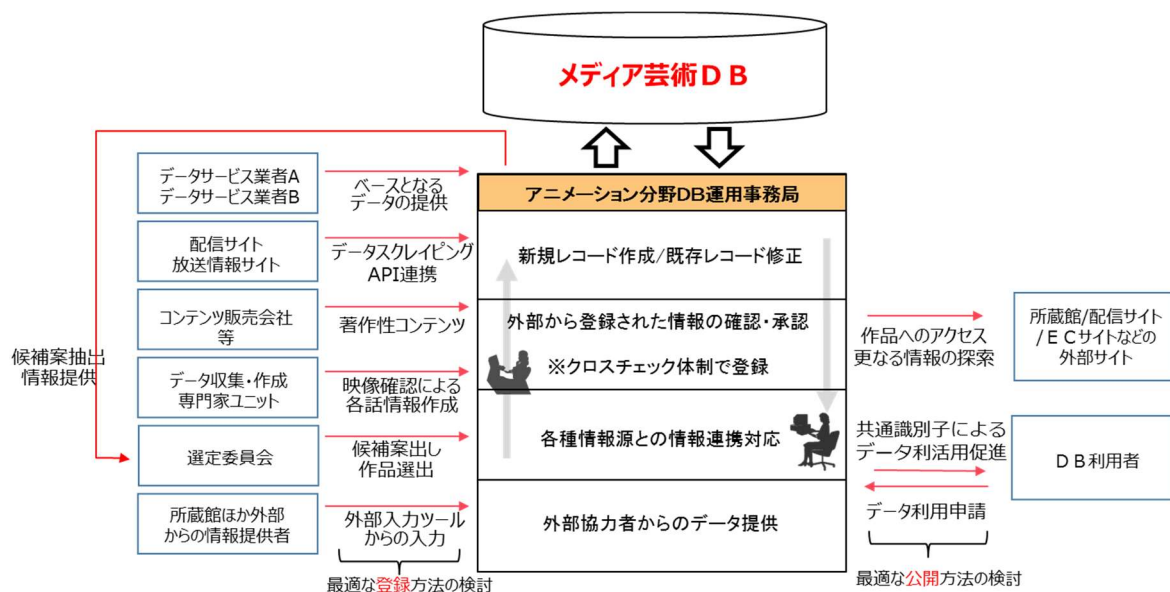 メディア芸術ＤＢ
データサービス業者A
データサービス業者B
ベースとなる
データの提供
アニメーション分野DB運用事務局
配信サイト
放送情報サイト
データスクレイピング
API連携
新規レコード作成/既存レコード修正
コンテンツ販売会社
等
著作性コンテンツ
外部から登録された情報の確認・承認
※クロスチェック体制で登録
作品へのアクセス
更なる情報の探索
所蔵館/配信サイト
/ＥＣサイトなどの
外部サイト
候補案抽出
情報提供
データ収集・作成
専門家ユニット
映像確認による
各話情報作成
選定委員会
候補案出し
作品選出
各種情報源との情報連携対応
共通識別子による
データ利活用促進
ＤＢ利用者
データ利用申請
所蔵館ほか外部
からの情報提供者
外部入力ツール
からの入力
外部協力者からのデータ提供
最適な登録方法の検討
最適な公開方法の検討